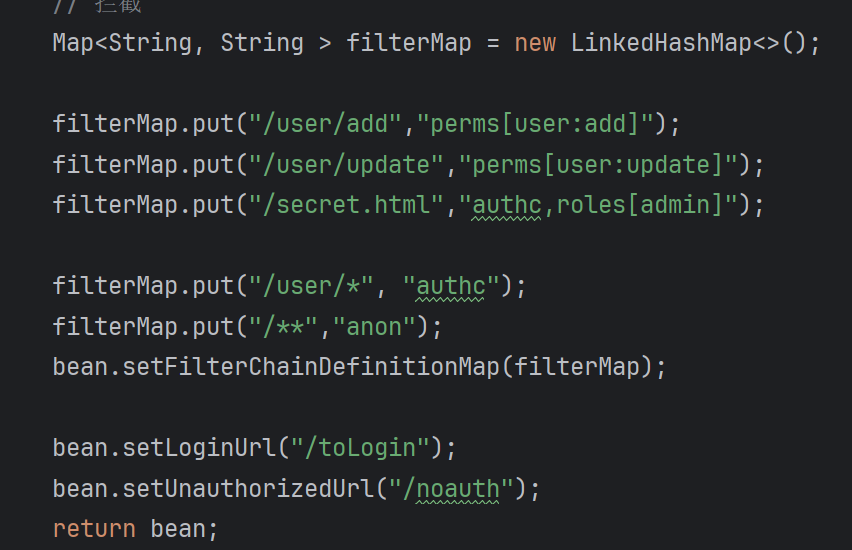 // 拦截
Map<String, String > filterMap = new LinkedHashMap<>();
filterMap.put("/user/add","perms[user:add]");
filterMap.put("/user/update","perms[user:update]");
filterMap.put("/secret.html","authc,roles[admin]");
filterMap.put("/user/*", "authc");
filterMap.put("/**","anon");
bean.setFilterChainDefinitionMap(filterMap);
bean.setLoginUrl("/toLogin");
bean.setUnauthorizedUrl("/noauth");
return bean;